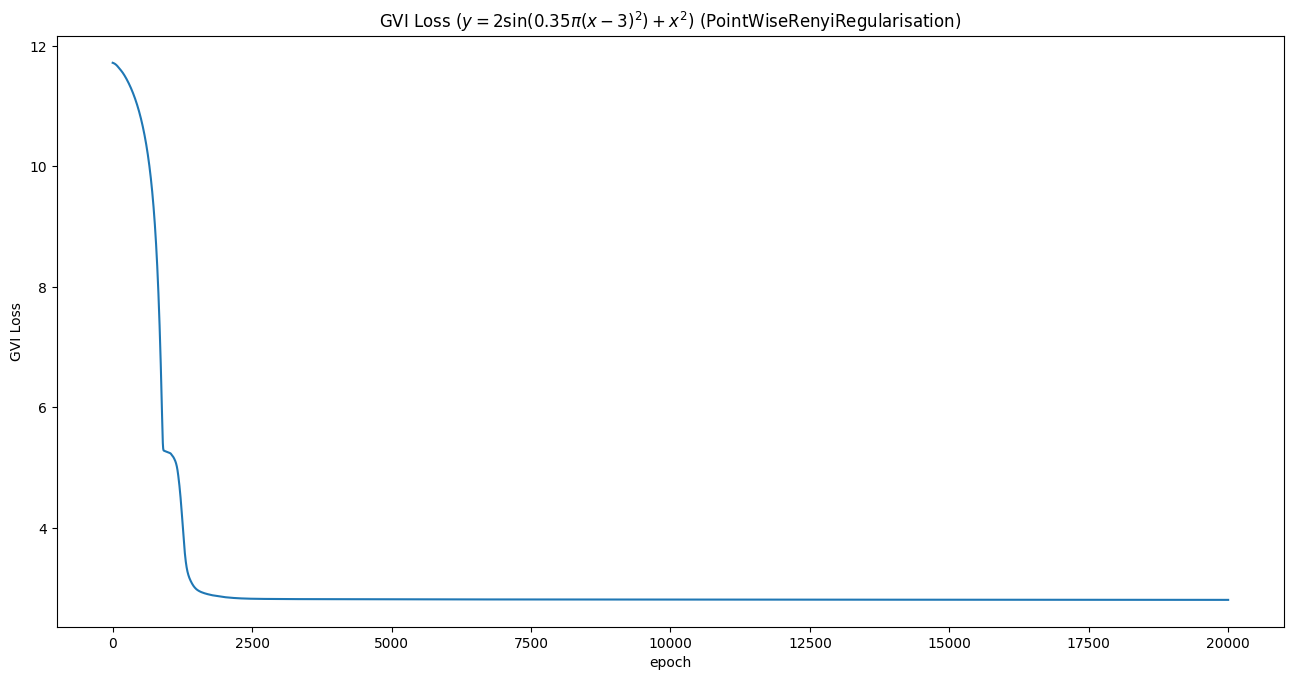 GVI Loss (y = 2sin(0.35π(x − 3)²) + x²) (PointWiseRenyiRegularisation)
12
10
8
6
4
GVI Loss
0 2500 5000 7500 10000 12500 15000 17500 20000
epoch